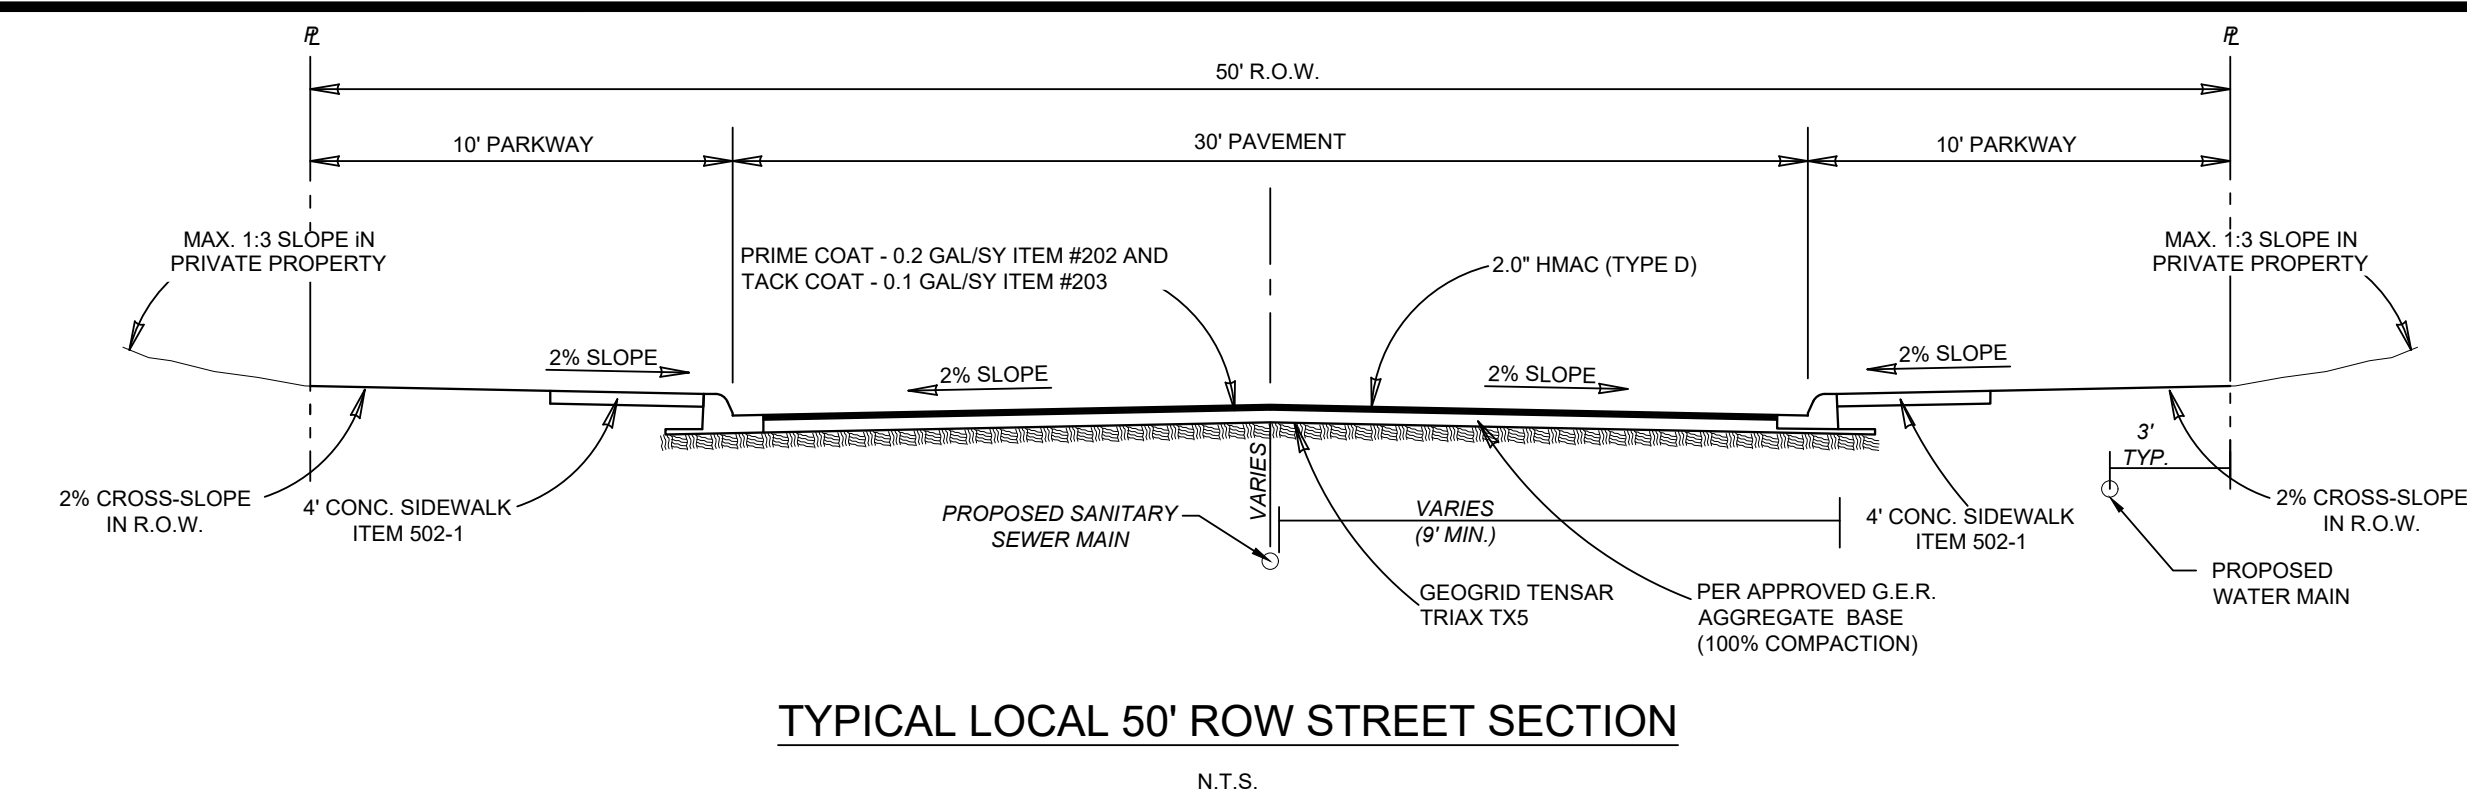 PL
PL
50' R.O.W.
10' PARKWAY
30' PAVEMENT
10' PARKWAY
MAX. 1:3 SLOPE iN
PRIVATE PROPERTY
PRIME COAT - 0.2 GAL/SY ITEM #202 AND
TACK COAT - 0.1 GAL/SY ITEM #203
2.0" HMAC (TYPE D)
MAX. 1:3 SLOPE IN
PRIVATE PROPERTY
2% SLOPE
2% SLOPE
2% SLOPE
2% SLOPE
2% CROSS-SLOPE
IN R.O.W.
4' CONC. SIDEWALK
ITEM 502-1
PROPOSED SANITARY
SEWER MAIN
VARIES
VARIES
(9' MIN.)
4' CONC. SIDEWALK
ITEM 502-1
3'
TYP.
2% CROSS-SLOPE
IN R.O.W.
GEOGRID TENSAR
TRIAX TX5
PER APPROVED G.E.R.
AGGREGATE BASE
(100% COMPACTION)
PROPOSED
WATER MAIN
TYPICAL LOCAL 50' ROW STREET SECTION
N.T.S.